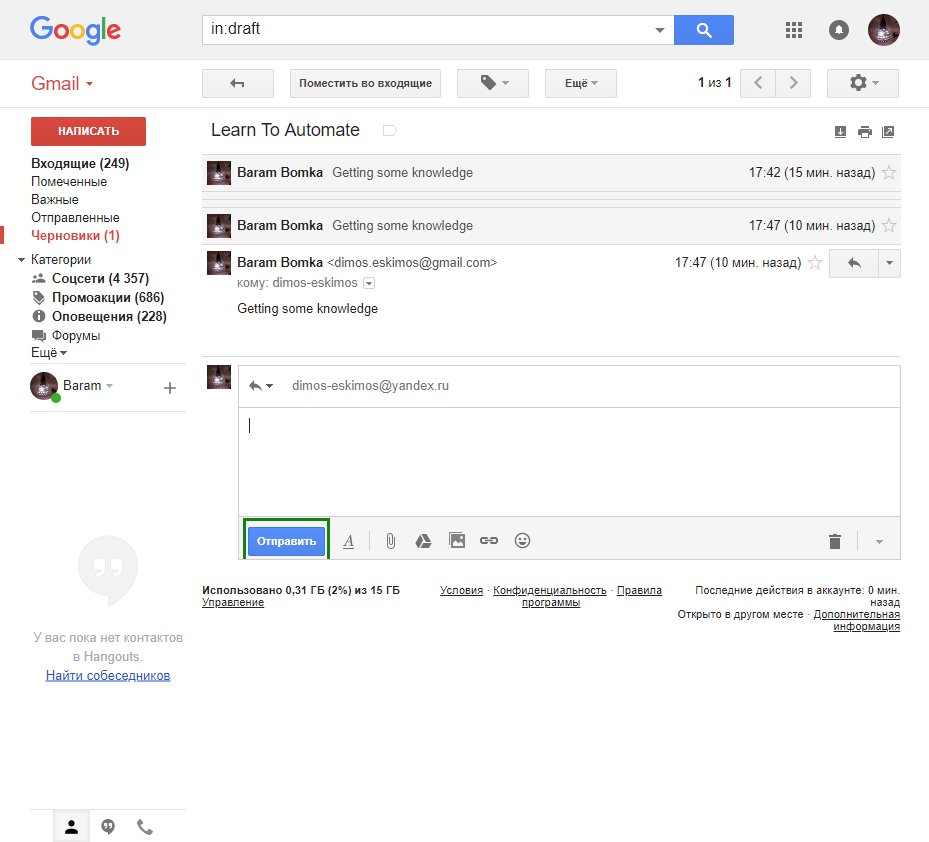 Google
in:draft
Gmail
Поместить во входящие
Ещё
1 из 1
НАПИСАТЬ
Входящие (249)
Помеченные
Важные
Отправленные
Черновики (1)
Категории
Соцсети (4 357)
Промоакции (686)
Оповещения (228)
Форумы
Ещё
Baram
У вас пока нет контактов
в Hangouts.
Найти собеседников
Learn To Automate
Baram Bomka Getting some knowledge 17:42 (15 мин. назад)
Baram Bomka Getting some knowledge 17:47 (10 мин. назад)
Baram Bomka <dimos.eskimos@gmail.com> 17:47 (10 мин. назад)
кому: dimos-eskimos
Getting some knowledge
dimos-eskimos@yandex.ru
Отправить
A
Использовано 0,31 ГБ (2%) из 15 ГБ
Управление
Условия · Конфиденциальность · Правила
программы
Последние действия в аккаунте: 0 мин.
назад
Открыто в другом месте · Дополнительная
информация